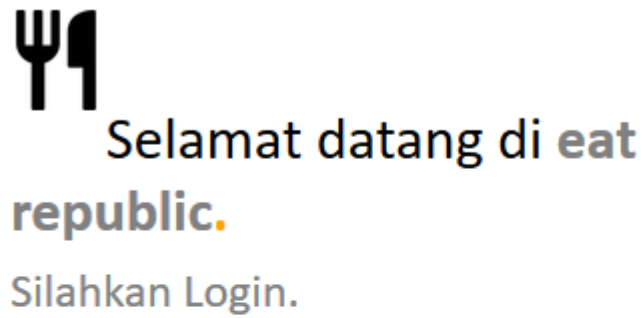 Selamat datang di eat
republic.
Silahkan Login.